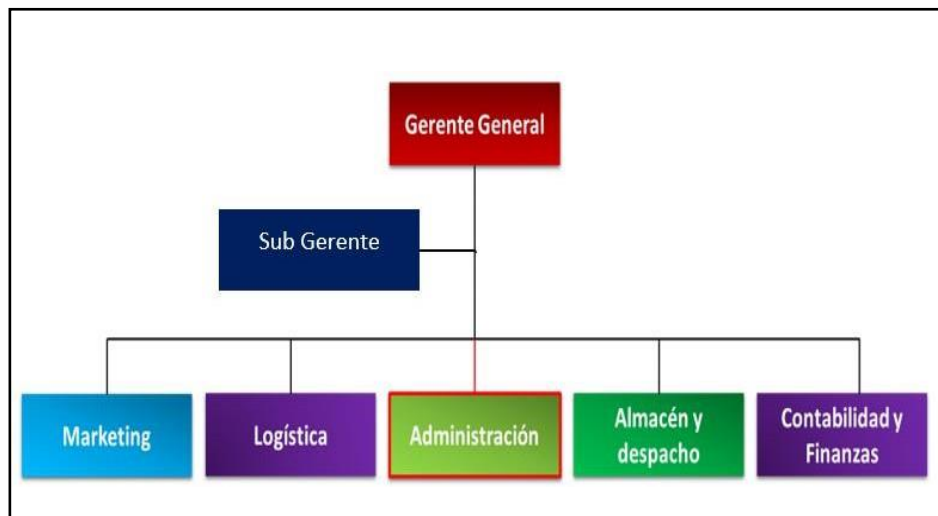 Gerente General
Sub Gerente
Marketing
Logística
Administración
Almacén y
despacho
Contabilidad y
Finanzas